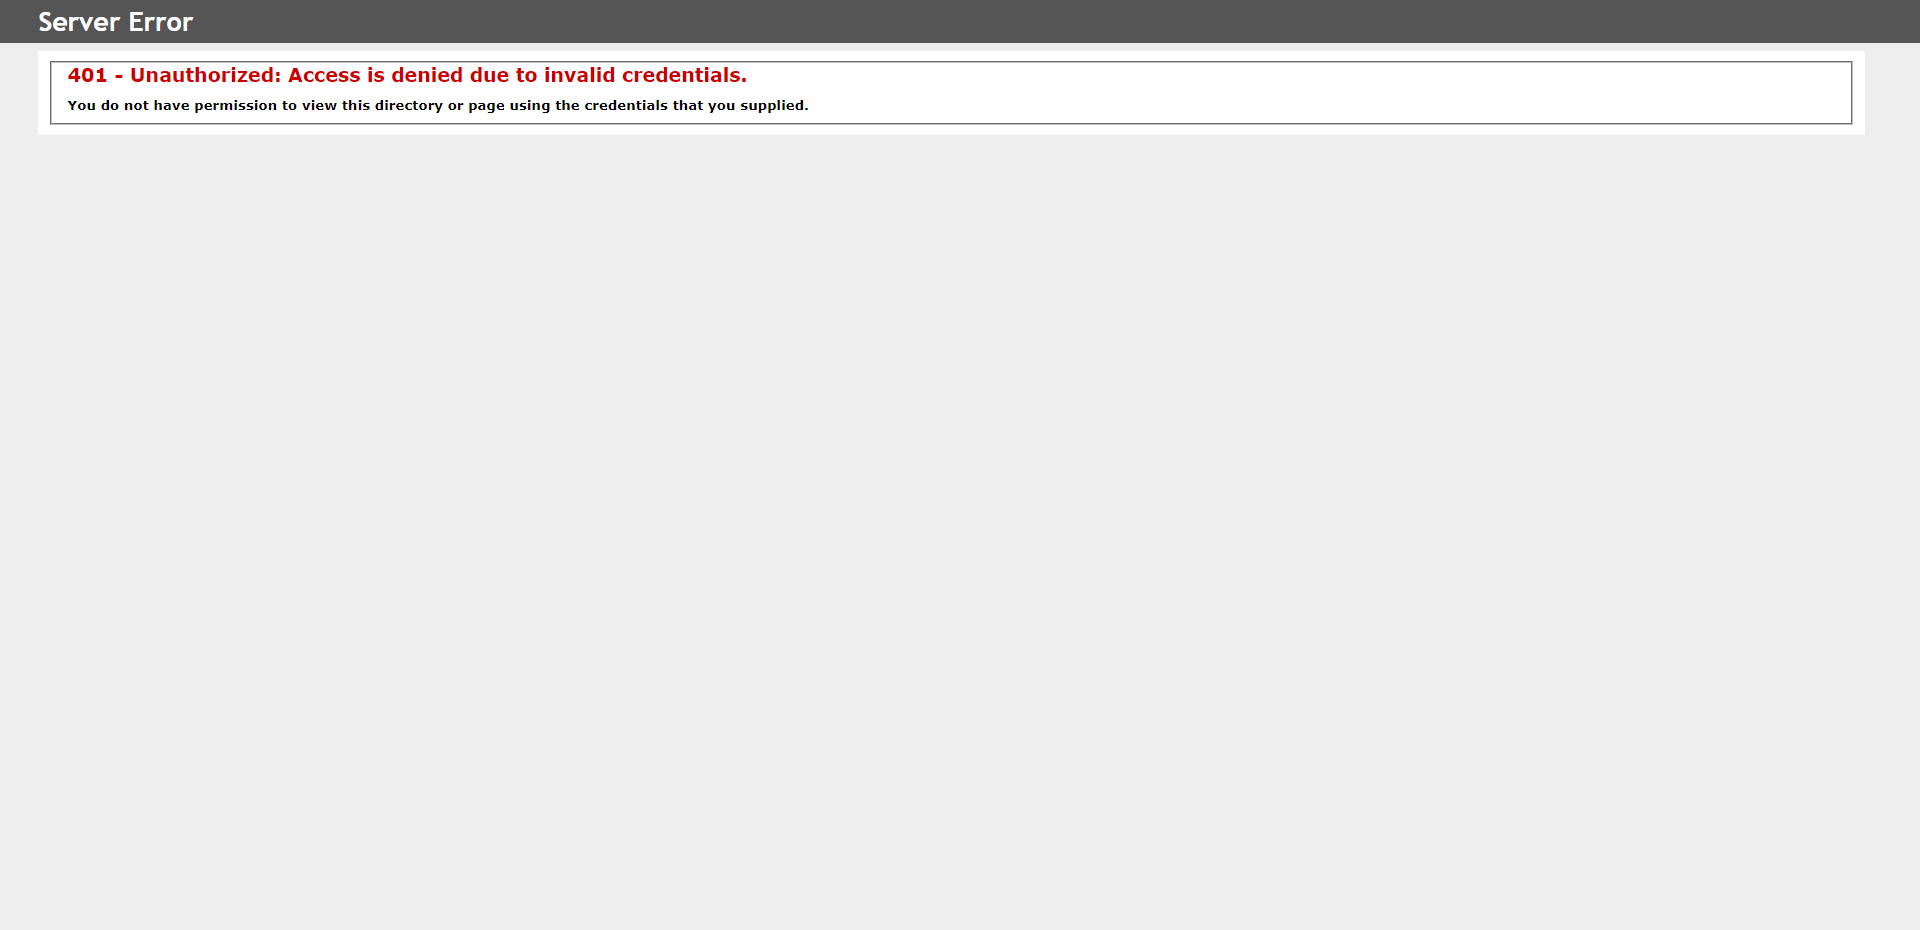 Server Error
401 - Unauthorized: Access is denied due to invalid credentials.
You do not have permission to view this directory or page using the credentials that you supplied.